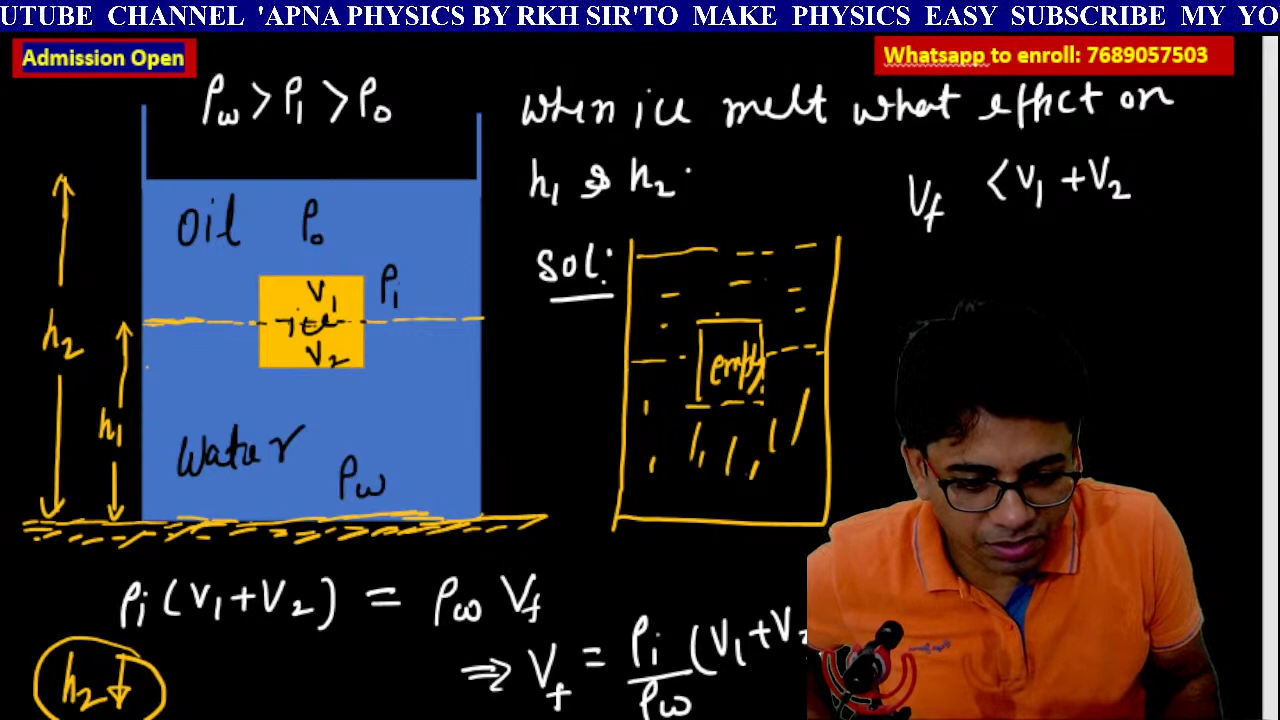 UTUBE CHANNEL 'APNA PHYSICS BY RKH SIR'TO MAKE PHYSICS EASY SUBSCRIBE MY YO
Admission Open
Whatsapp to enroll: 7689057503
ρw > ρi > ρo
When ice melt what effect on
h1 & h2.
Vf < V1 + V2
Oil ρo
V1
ρi
ice
V2
h2
h1
Water
ρw
Sol:
empty
ρi (V1 + V2) = ρw Vf
⇒ Vf = ρi/ρw (V1 + V2
h2↓